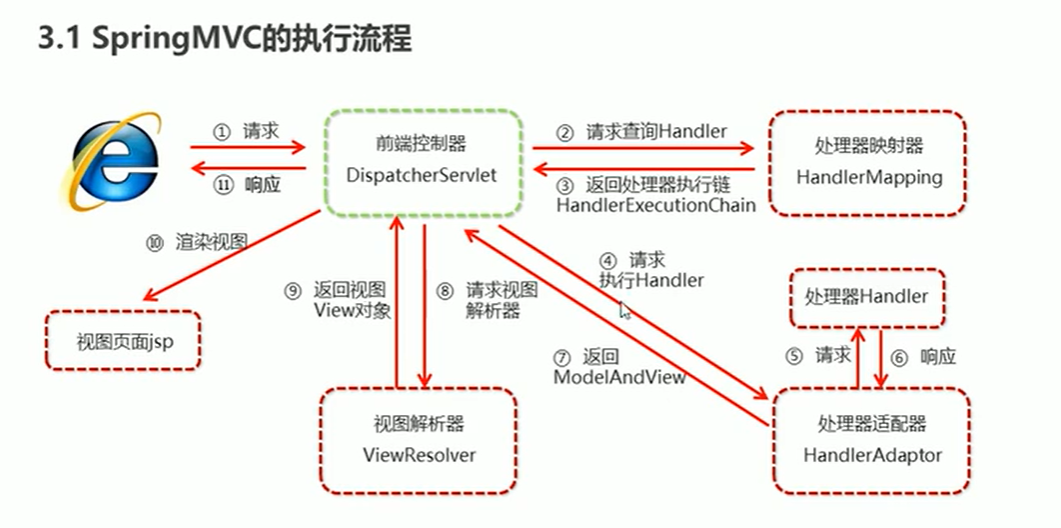 3.1 SpringMVC的执行流程
① 请求
⑪ 响应
前端控制器
DispatcherServlet
② 请求查询Handler
③ 返回处理器执行链
HandlerExecutionChain
处理器映射器
HandlerMapping
④ 请求
执行Handler
处理器Handler
⑤ 请求
⑥ 响应
处理器适配器
HandlerAdaptor
⑦ 返回
ModelAndView
⑧ 请求视图
解析器
视图解析器
ViewResolver
⑨ 返回视图
View对象
⑩ 渲染视图
视图页面jsp